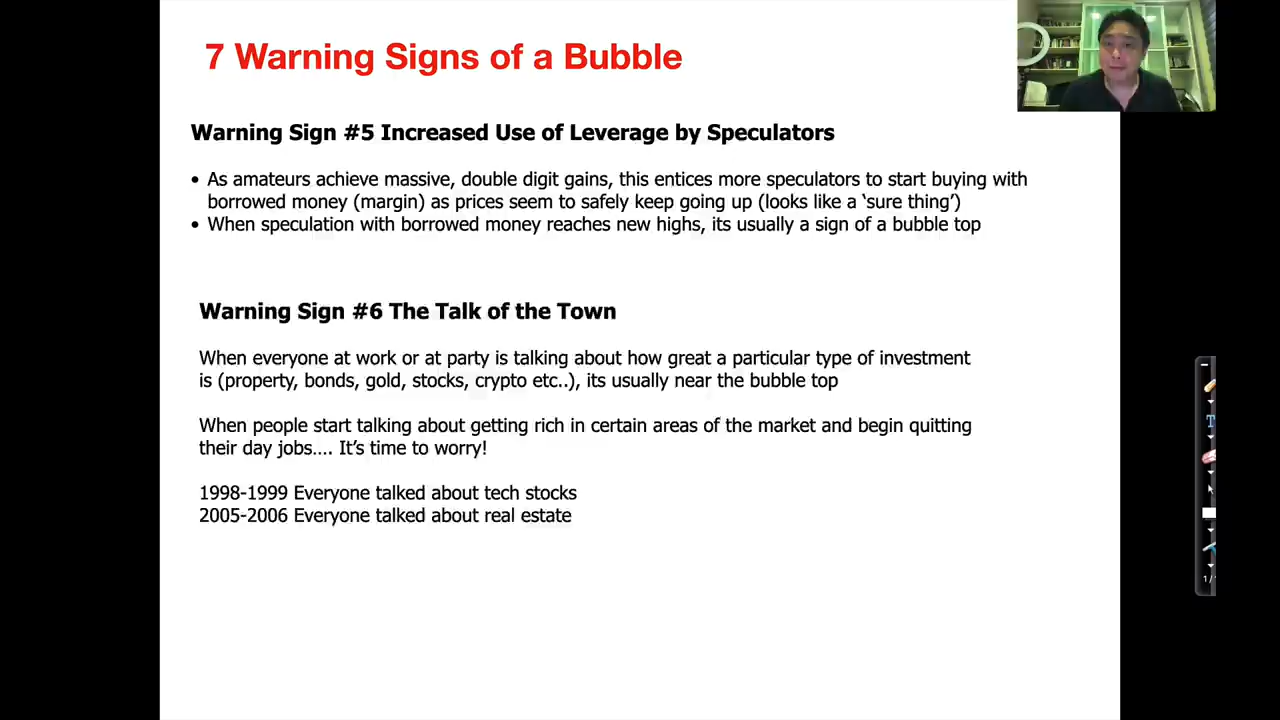 7 Warning Signs of a Bubble
Warning Sign #5 Increased Use of Leverage by Speculators
• As amateurs achieve massive, double digit gains, this entices more speculators to start buying with
borrowed money (margin) as prices seem to safely keep going up (looks like a ‘sure thing’)
• When speculation with borrowed money reaches new highs, its usually a sign of a bubble top
Warning Sign #6 The Talk of the Town
When everyone at work or at party is talking about how great a particular type of investment
is (property, bonds, gold, stocks, crypto etc..), its usually near the bubble top
When people start talking about getting rich in certain areas of the market and begin quitting
their day jobs…. It’s time to worry!
1998-1999 Everyone talked about tech stocks
2005-2006 Everyone talked about real estate
T
1/